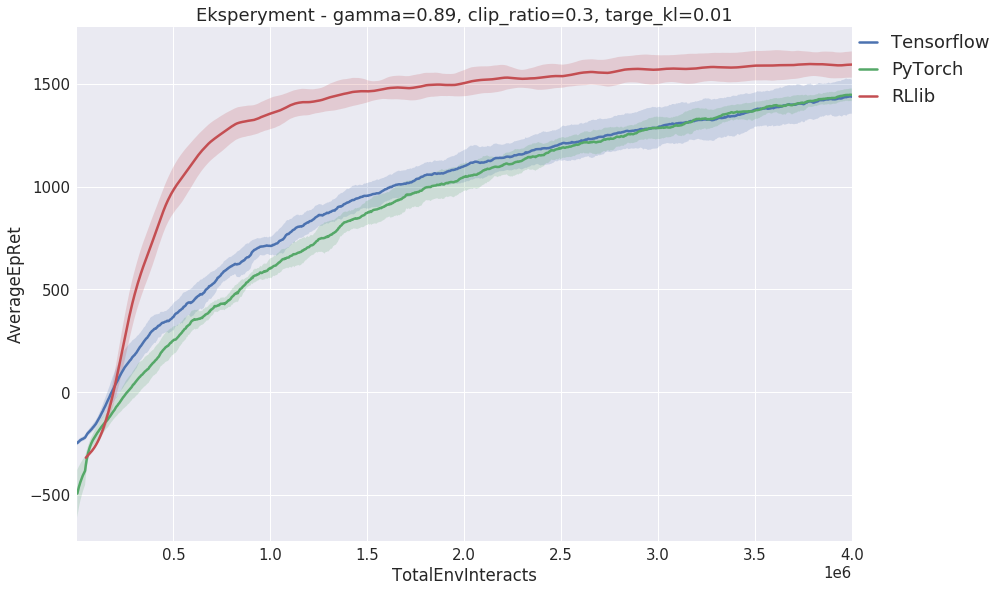 Eksperyment - gamma=0.89, clip_ratio=0.3, targe_kl=0.01
Tensorflow
PyTorch
RLlib
AverageEpRet
1500
1000
500
0
−500
0.5 1.0 1.5 2.0 2.5 3.0 3.5 4.0
1e6
TotalEnvInteracts